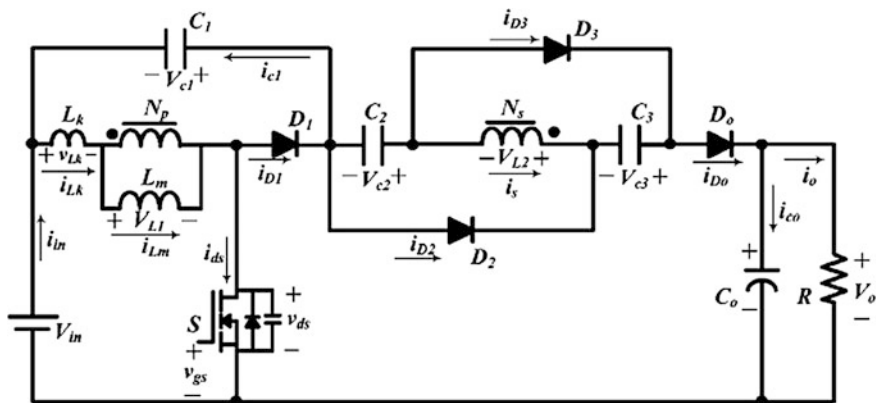 C1
iD3
D3
− Vc1 +
ic1
Lk
Np
D1
C2
Ns
C3
Do
+ vLk −
iLk
Lm
iD1
− Vc2 +
− VL2 +
is
− Vc3 +
iDo
io
+ VL1 −
iLm
iin
ids
iD2
D2
ico
Vin
S
+
vds
−
+
vgs
−
+
Co
−
R
+
Vo
−